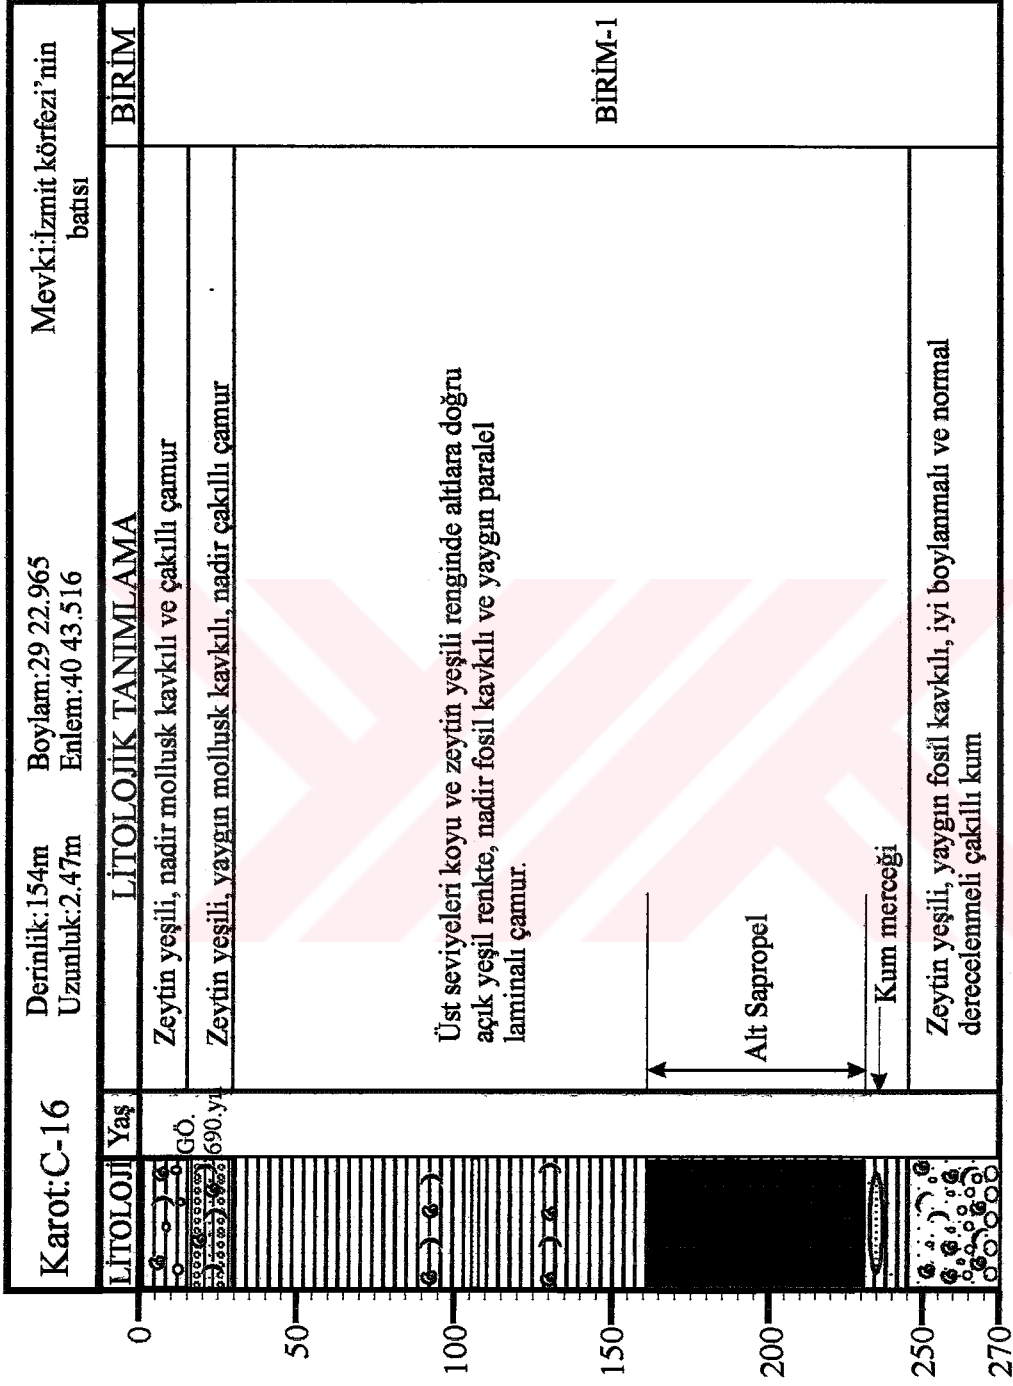 Karot:C-16
Derinlik:154m
Uzunluk:2.47m
Boylam:29 22.965
Enlem:40 43.516
Mevki:İzmit körfezi'nin
batısı
LİTOLOJİ
Yaş
LİTOLOJİK TANIMLAMA
BİRİM
0
50
100
150
200
250
270
GÖ.
690.yıl
Zeytin yeşili, nadir mollusk kavkılı ve çakıllı çamur
Zeytin yeşili, yaygın mollusk kavkılı, nadir çakıllı çamur
Üst seviyeleri koyu ve zeytin yeşili renginde altlara doğru
açık yeşil renkte, nadir fosil kavkılı ve yaygın paralel
laminalı çamur.
Alt Sapropel
Kum merceği
Zeytin yeşili, yaygın fosil kavkılı, iyi boylanmalı ve normal
derecelenmeli çakıllı kum
BİRİM-1